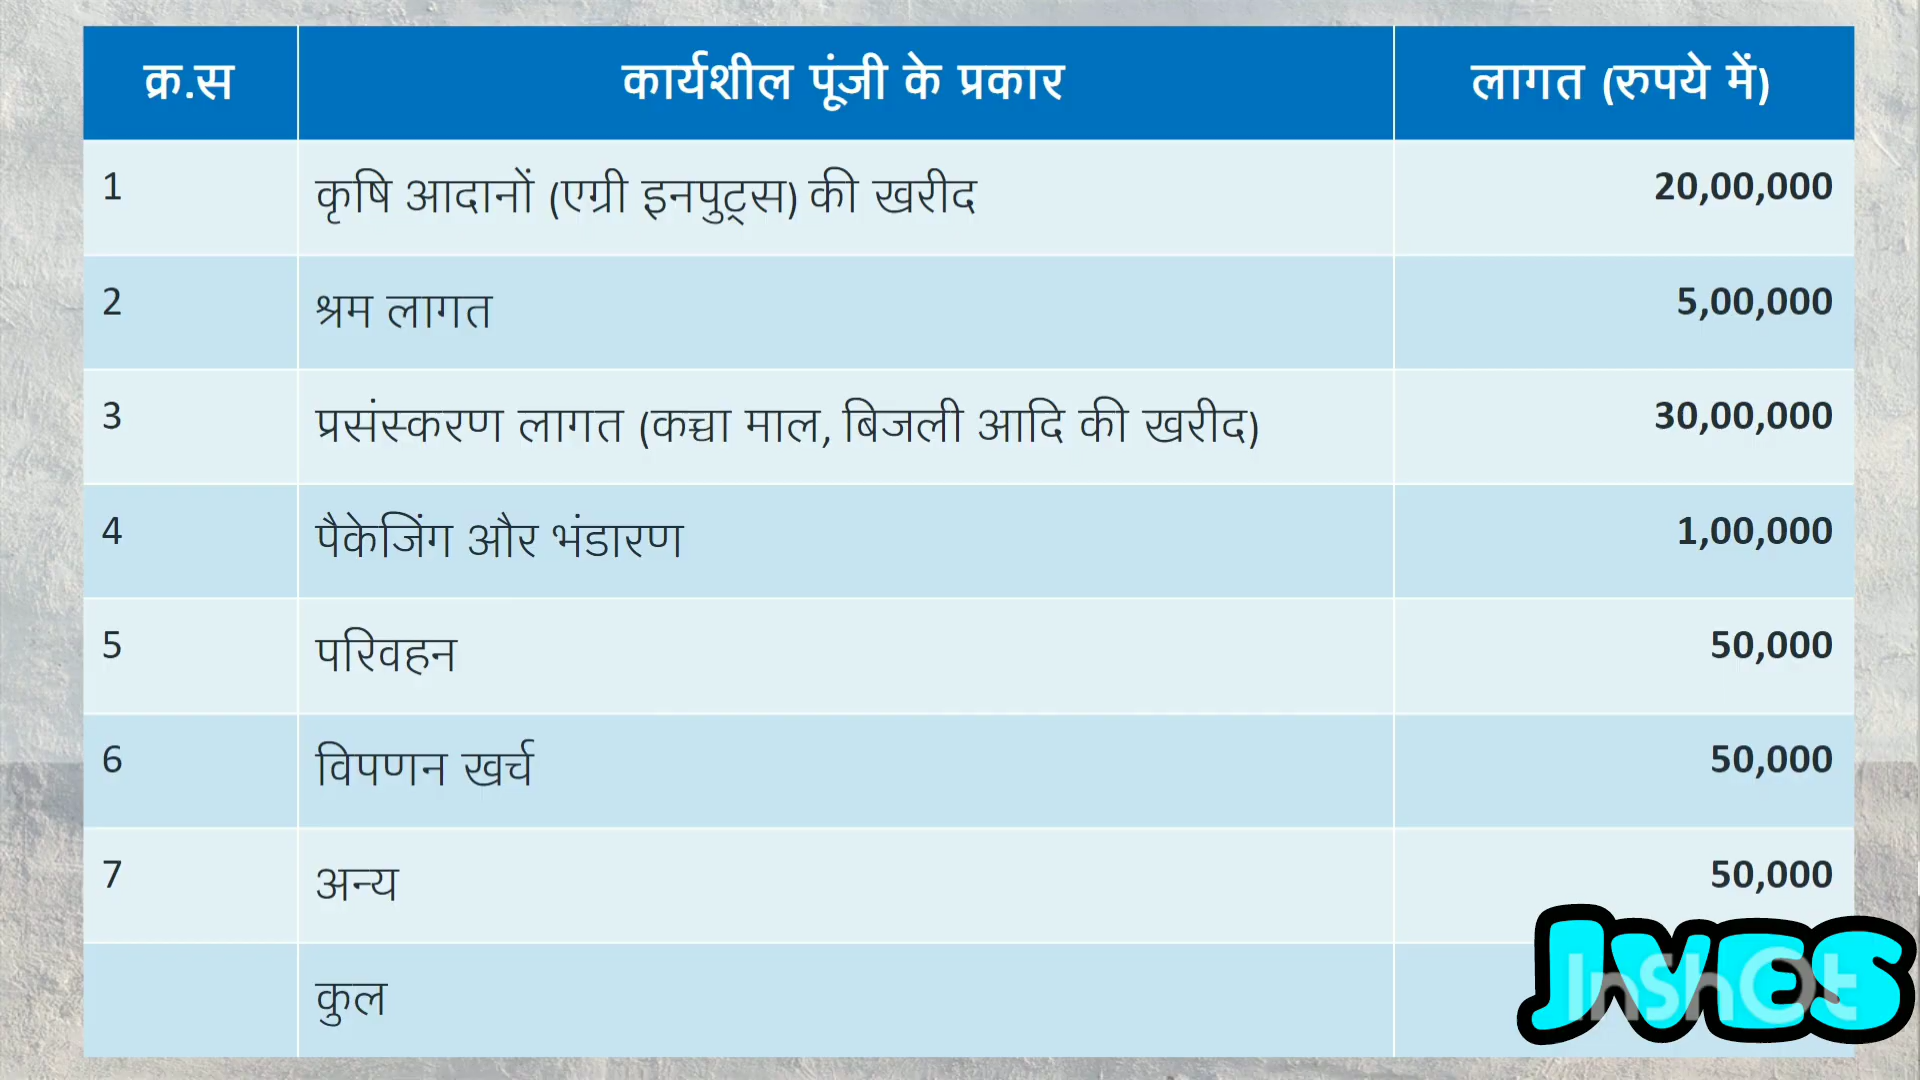 क्र.स कार्यशील पूंजी के प्रकार लागत (रुपये में)
1 कृषि आदानों (एग्री इनपुट्स) की खरीद 20,00,000
2 श्रम लागत 5,00,000
3 प्रसंस्करण लागत (कच्चा माल, बिजली आदि की खरीद) 30,00,000
4 पैकेजिंग और भंडारण 1,00,000
5 परिवहन 50,000
6 विपणन खर्च 50,000
7 अन्य 50,000
कुल
JVES
InShOt